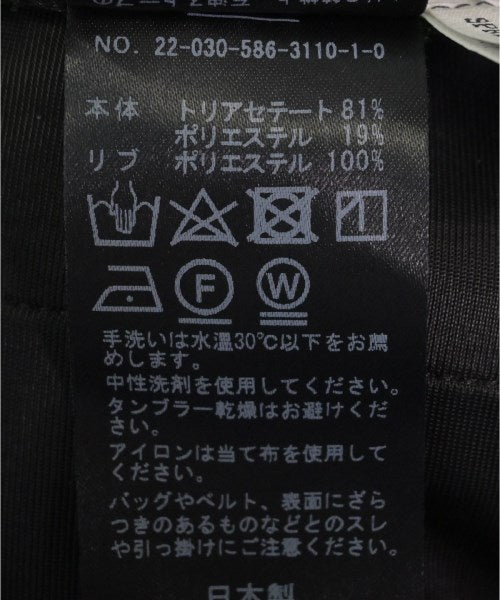 NO. 22-030-586-3110-1-0
本体 トリアセテート 81%
ポリエステル 19%
リブ ポリエステル 100%
F W
手洗いは水温30℃以下をお薦
めします。
中性洗剤を使用してください。
タンブラー乾燥はお避けくだ
さい。
アイロンは当て布を使用して
ください。
バッグやベルト、表面にざら
つきのあるものなどとのスレ
や引っ掛けにご注意ください。
日本製